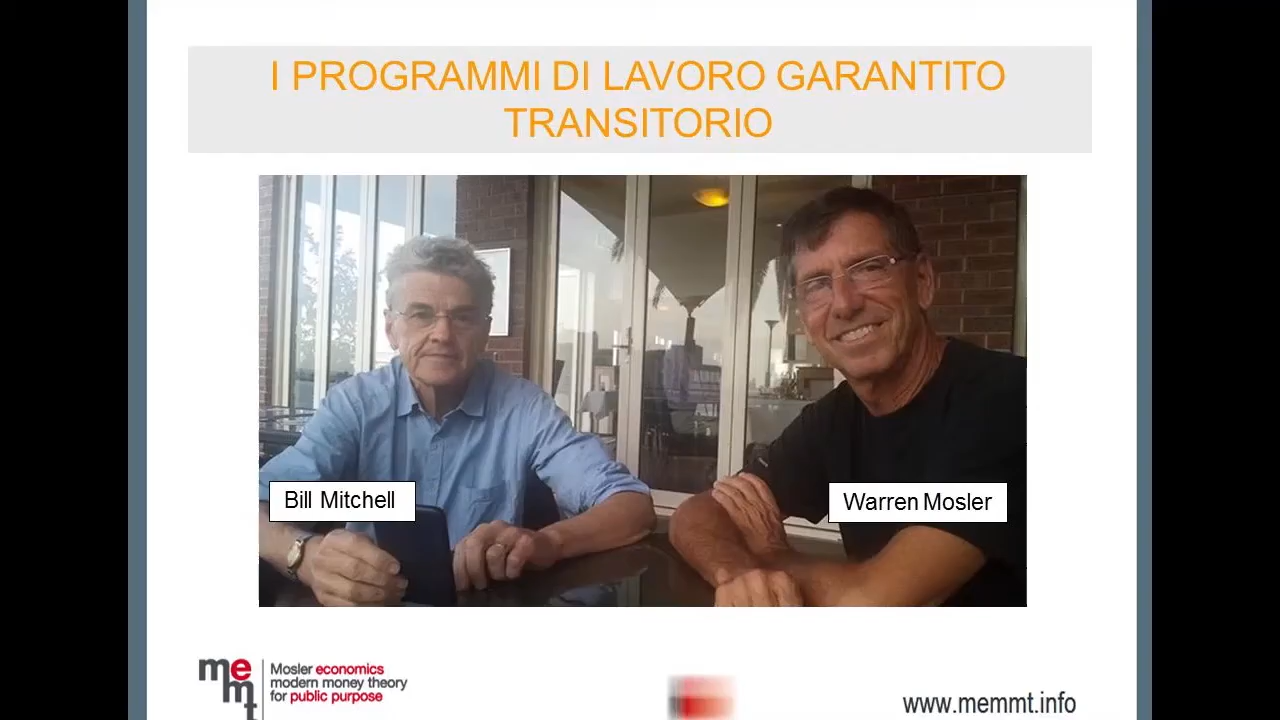 I PROGRAMMI DI LAVORO GARANTITO
TRANSITORIO
Bill Mitchell
Warren Mosler
memt
Mosler economics
modern money theory
for public purpose
www.memmt.info